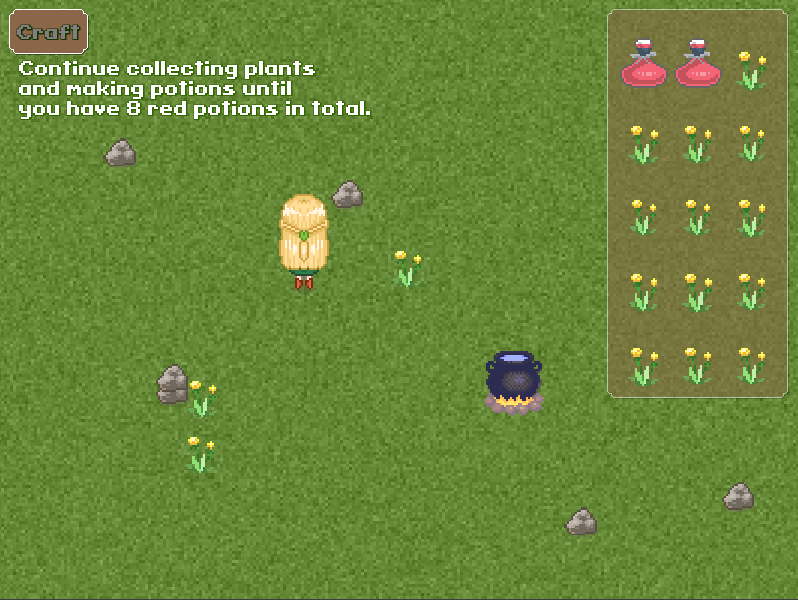 Craft
Continue collecting plants
and making potions until
you have 8 red potions in total.